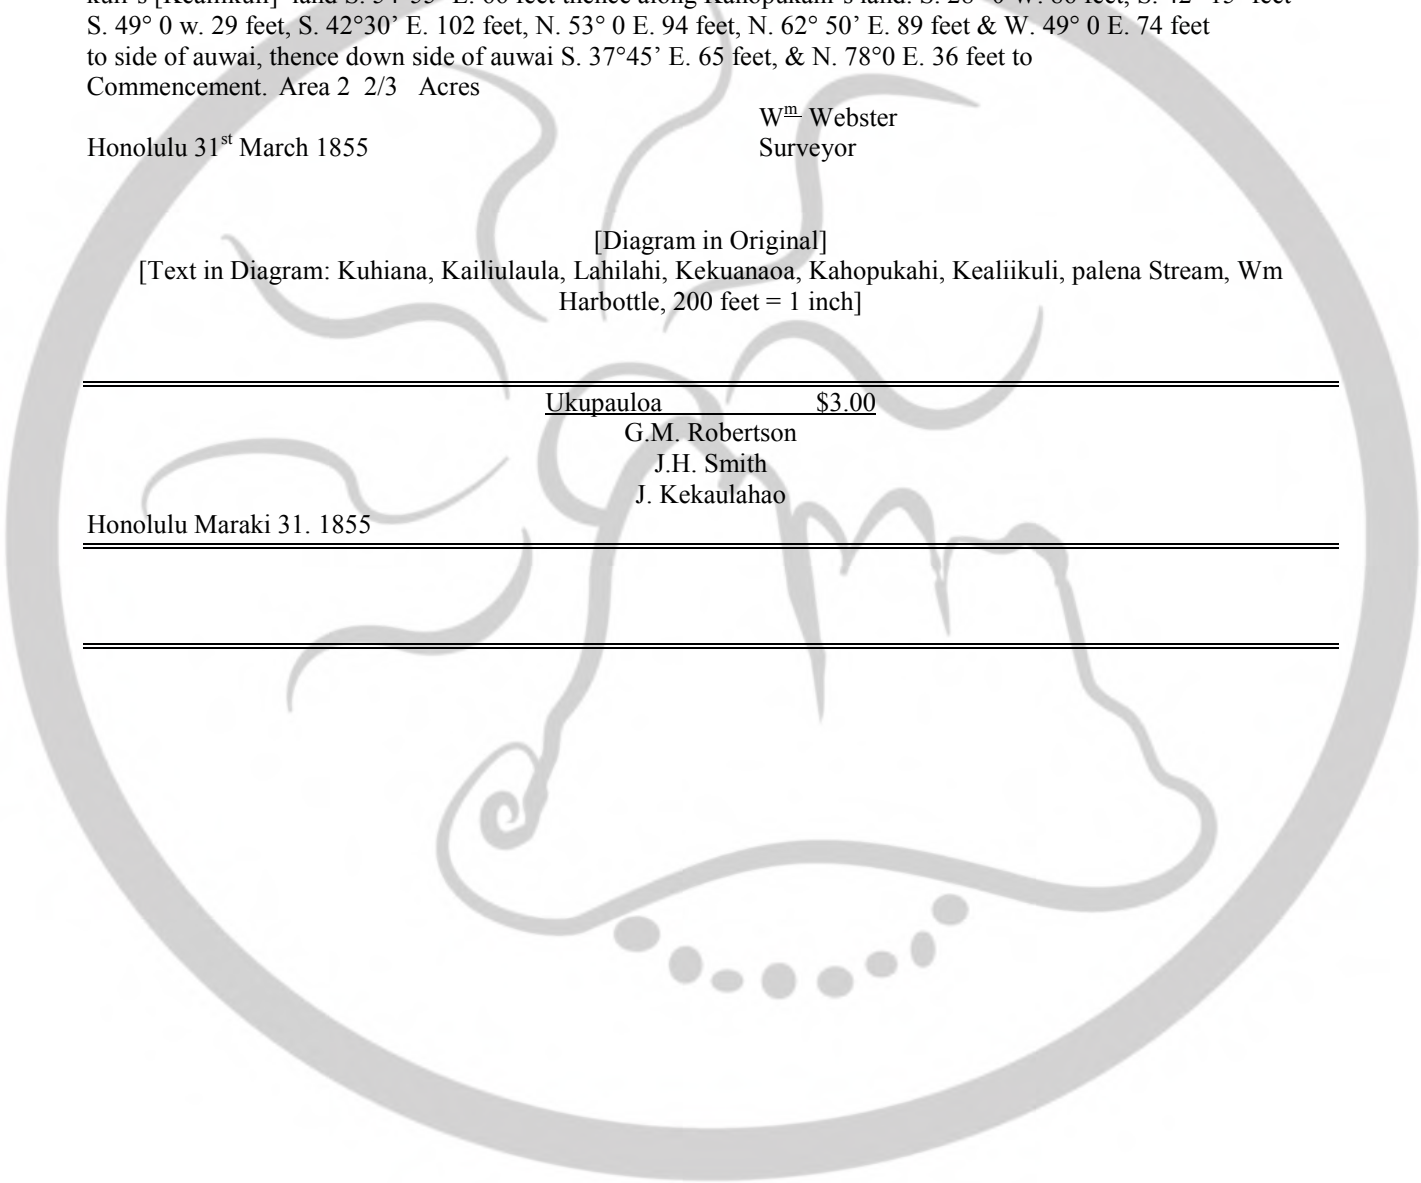 S. 49° 0 w. 29 feet, S. 42°30’ E. 102 feet, N. 53° 0 E. 94 feet, N. 62° 50’ E. 89 feet & W. 49° 0 E. 74 feet
to side of auwai, thence down side of auwai S. 37°45’ E. 65 feet, & N. 78°0 E. 36 feet to
Commencement. Area 2 2/3 Acres
Wm Webster
Honolulu 31st March 1855 Surveyor
[Diagram in Original]
[Text in Diagram: Kuhiana, Kailiulaula, Lahilahi, Kekuanaoa, Kahopukahi, Kealiikuli, palena Stream, Wm
Harbottle, 200 feet = 1 inch]
Ukupauloa $3.00
G.M. Robertson
J.H. Smith
J. Kekaulahao
Honolulu Maraki 31. 1855